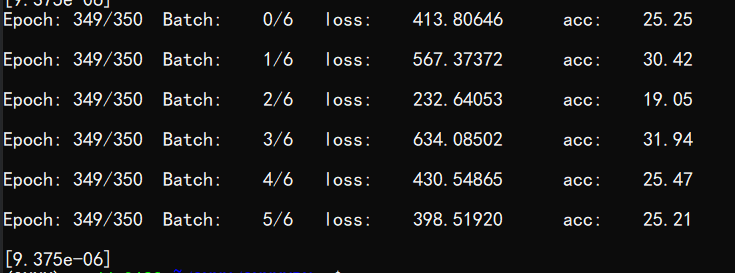 [9.375e-06]
Epoch: 349/350 Batch: 0/6 loss: 413.80646 acc: 25.25
Epoch: 349/350 Batch: 1/6 loss: 567.37372 acc: 30.42
Epoch: 349/350 Batch: 2/6 loss: 232.64053 acc: 19.05
Epoch: 349/350 Batch: 3/6 loss: 634.08502 acc: 31.94
Epoch: 349/350 Batch: 4/6 loss: 430.54865 acc: 25.47
Epoch: 349/350 Batch: 5/6 loss: 398.51920 acc: 25.21
[9.375e-06]